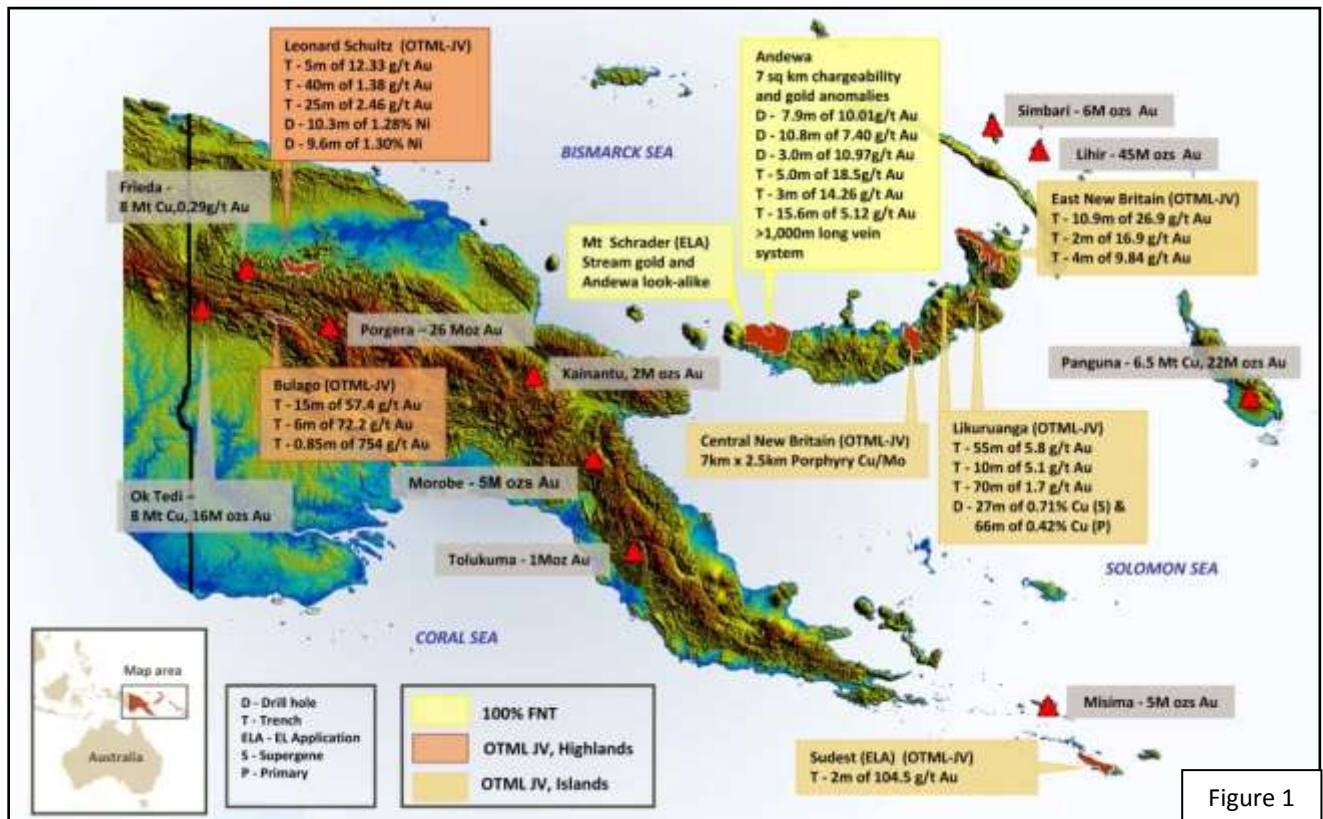 Leonard Schultz (OTML-JV)
T - 5m of 12.33 g/t Au
T - 40m of 1.38 g/t Au
T - 25m of 2.46 g/t Au
D - 10.3m of 1.28% Ni
D - 9.6m of 1.30% Ni
Andewa
7 sq km chargeability
and gold anomalies
D - 7.9m of 10.01g/t Au
D - 10.8m of 7.40 g/t Au
D - 3.0m of 10.97g/t Au
T - 5.0m of 18.5g/t Au
T - 3m of 14.26 g/t Au
T - 15.6m of 5.12 g/t Au
>1,000m long vein
system
Simbari - 6M ozs Au
Lihir - 45M ozs Au
BISMARCK SEA
Frieda -
8 Mt Cu,0.29g/t Au
East New Britain (OTML-JV)
T - 10.9m of 26.9 g/t Au
T - 2m of 16.9 g/t Au
T - 4m of 9.84 g/t Au
Mt Schrader (ELA)
Stream gold and
Andewa look-alike
Porgera – 26 Moz Au
Kainantu, 2M ozs Au
Panguna - 6.5 Mt Cu, 22M ozs Au
Bulago (OTML-JV)
T - 15m of 57.4 g/t Au
T - 6m of 72.2 g/t Au
T - 0.85m of 754 g/t Au
Central New Britain (OTML-JV)
7km x 2.5km Porphyry Cu/Mo
Likuruanga (OTML-JV)
T - 55m of 5.8 g/t Au
T - 10m of 5.1 g/t Au
T - 70m of 1.7 g/t Au
D - 27m of 0.71% Cu (S) &
66m of 0.42% Cu (P)
Ok Tedi –
8 Mt Cu, 16M ozs Au
Morobe - 5M ozs Au
Tolukuma - 1Moz Au
SOLOMON SEA
CORAL SEA
Map area
Australia
D - Drill hole
T - Trench
ELA - EL Application
S - Supergene
P - Primary
100% FNT
OTML JV, Highlands
OTML JV, Islands
Misima - 5M ozs Au
Sudest (ELA) (OTML-JV)
T - 2m of 104.5 g/t Au
Figure 1